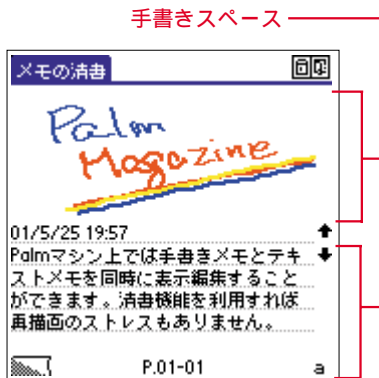 手書きスペース
メモの清書
Palm
Magazine
01/5/25 19:57
Palmマシン上では手書きメモとテキ
ストメモを同時に表示編集すること
ができます。清書機能を利用すれば
再描画のストレスもありません。
P.01-01
a